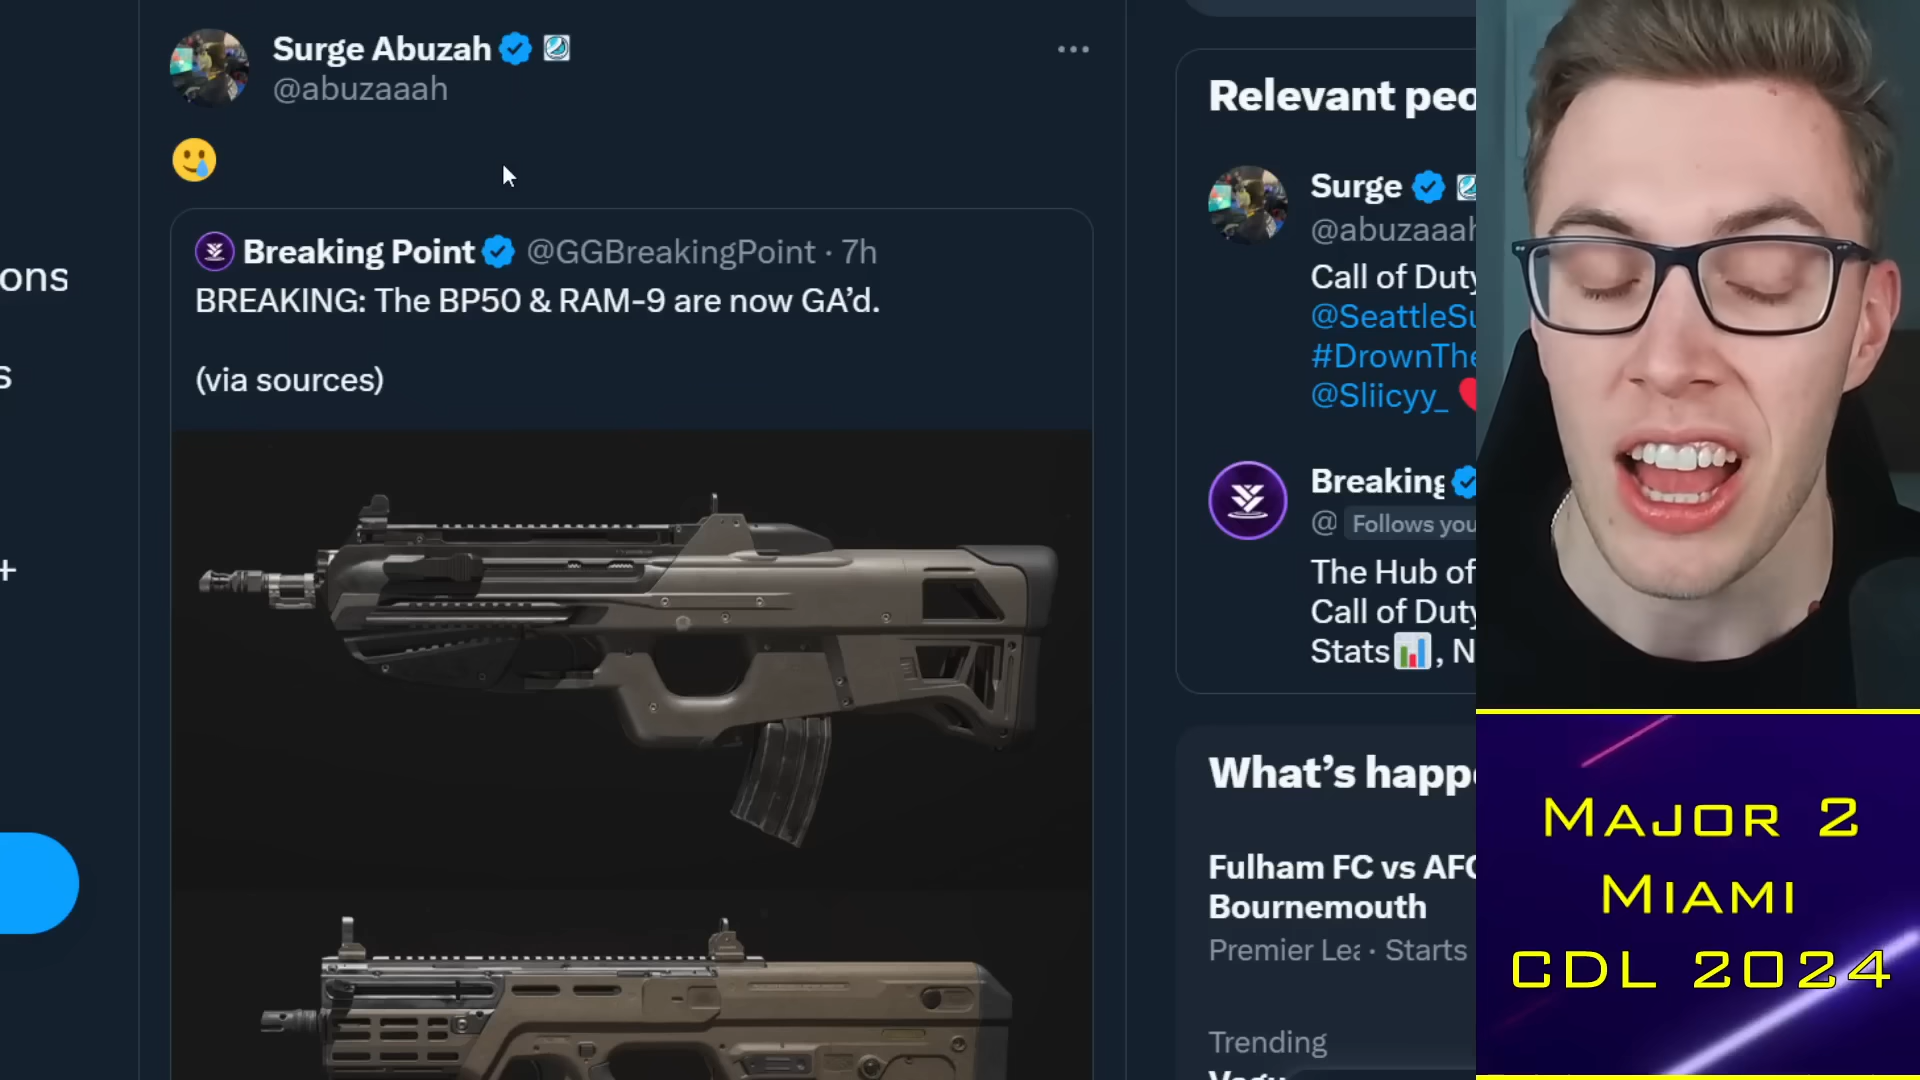 ons
s
+
Surge Abuzah
@abuzaaah
Breaking Point @GGBreakingPoint · 7h
BREAKING: The BP50 & RAM-9 are now GA’d.
(via sources)
Relevant peo
Surge
@abuzaaah
Call of Duty
@SeattleSu
#DrownThe
@Sliicyy_
Breaking
@ Follows you
The Hub of
Call of Duty
Stats, N
What’s happe
Fulham FC vs AFC
Bournemouth
Premier Lea · Starts
Trending
MAJOR 2
MIAMI
CDL 2024